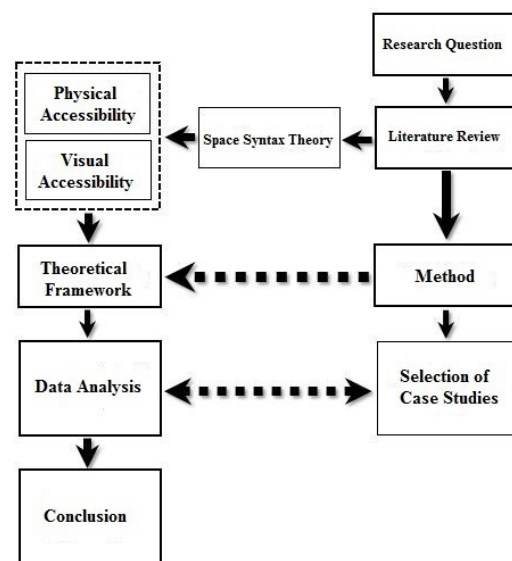 Research Question
Physical
Accessibility
Space Syntax Theory
Literature Review
Visual
Accessibility
Theoretical
Framework
Method
Data Analysis
Selection of
Case Studies
Conclusion